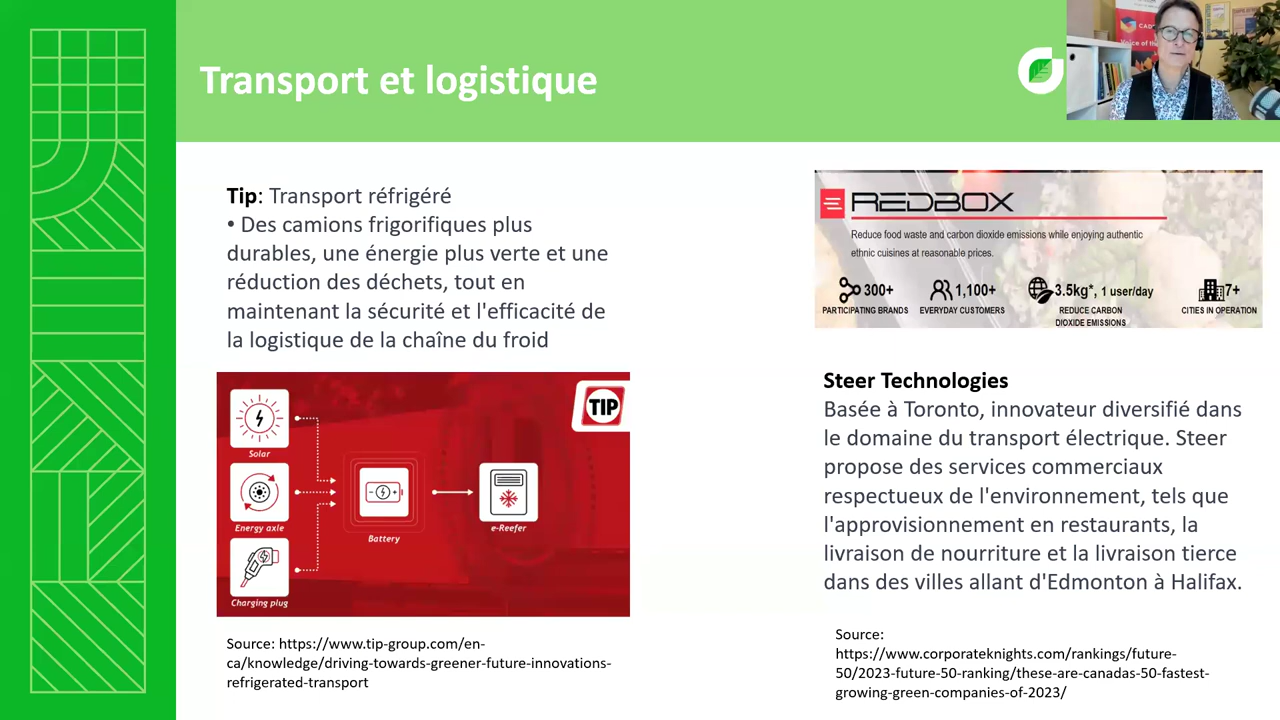 Transport et logistique
Voice of the
Tip: Transport réfrigéré
• Des camions frigorifiques plus
durables, une énergie plus verte et une
réduction des déchets, tout en
maintenant la sécurité et l'efficacité de
la logistique de la chaîne du froid
TIP
Solar
Energy axle
Battery
e-Reefer
Charging plug
Source: https://www.tip-group.com/en-
ca/knowledge/driving-towards-greener-future-innovations-
refrigerated-transport
REDBOX
Reduce food waste and carbon dioxide emissions while enjoying authentic
ethnic cuisines at reasonable prices.
300+
PARTICIPATING BRANDS
1,100+
EVERYDAY CUSTOMERS
3.5kg*, 1 user/day
REDUCE CARBON
DIOXIDE EMISSIONS
7+
CITIES IN OPERATION
Steer Technologies
Basée à Toronto, innovateur diversifié dans
le domaine du transport électrique. Steer
propose des services commerciaux
respectueux de l'environnement, tels que
l'approvisionnement en restaurants, la
livraison de nourriture et la livraison tierce
dans des villes allant d'Edmonton à Halifax.
Source:
https://www.corporateknights.com/rankings/future-
50/2023-future-50-ranking/these-are-canadas-50-fastest-
growing-green-companies-of-2023/